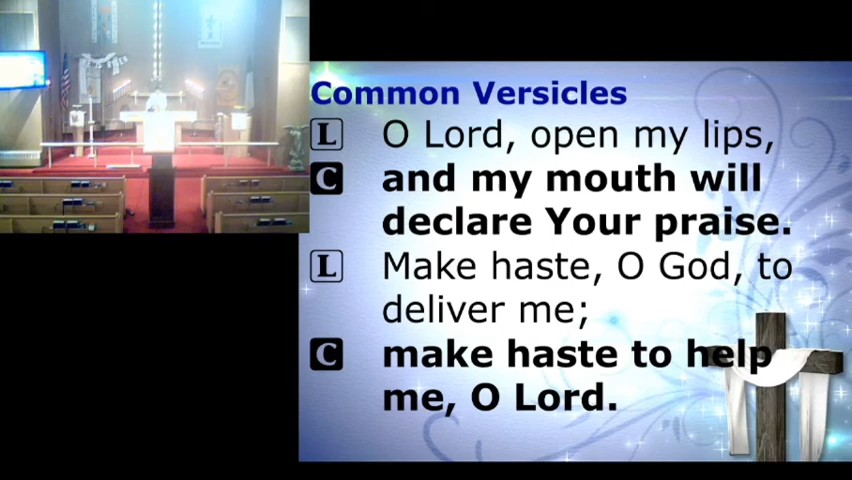 Common Versicles
L O Lord, open my lips,
C and my mouth will
declare Your praise.
L Make haste, O God, to
deliver me;
C make haste to help
me, O Lord.